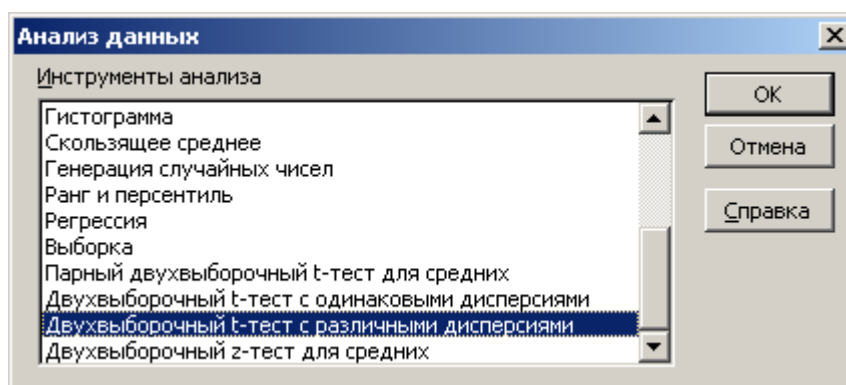 Анализ данных
Инструменты анализа
Гистограмма
Скользящее среднее
Генерация случайных чисел
Ранг и персентиль
Регрессия
Выборка
Парный двухвыборочный t-тест для средних
Двухвыборочный t-тест с одинаковыми дисперсиями
Двухвыборочный t-тест с различными дисперсиями
Двухвыборочный z-тест для средних
OK
Отмена
Справка